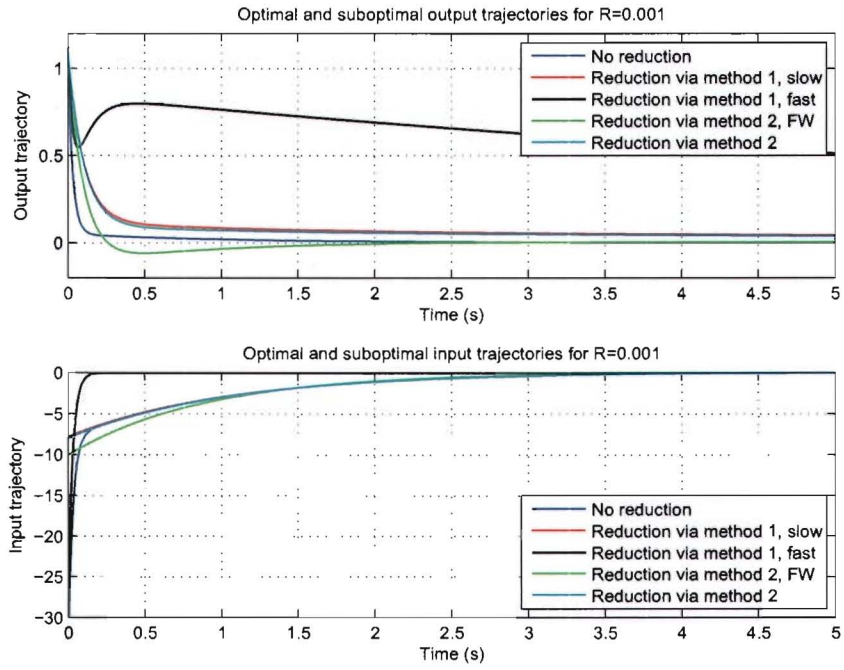 Optimal and suboptimal output trajectories for R=0.001
Output trajectory
1
0.5
0
No reduction
Reduction via method 1, slow
Reduction via method 1, fast
Reduction via method 2, FW
Reduction via method 2
0 0.5 1 1.5 2 2.5 3 3.5 4 4.5 5
Time (s)
Optimal and suboptimal input trajectories for R=0.001
Input trajectory
0
−5
−10
−15
−20
−25
−30
No reduction
Reduction via method 1, slow
Reduction via method 1, fast
Reduction via method 2, FW
Reduction via method 2
0 0.5 1 1.5 2 2.5 3 3.5 4 4.5 5
Time (s)